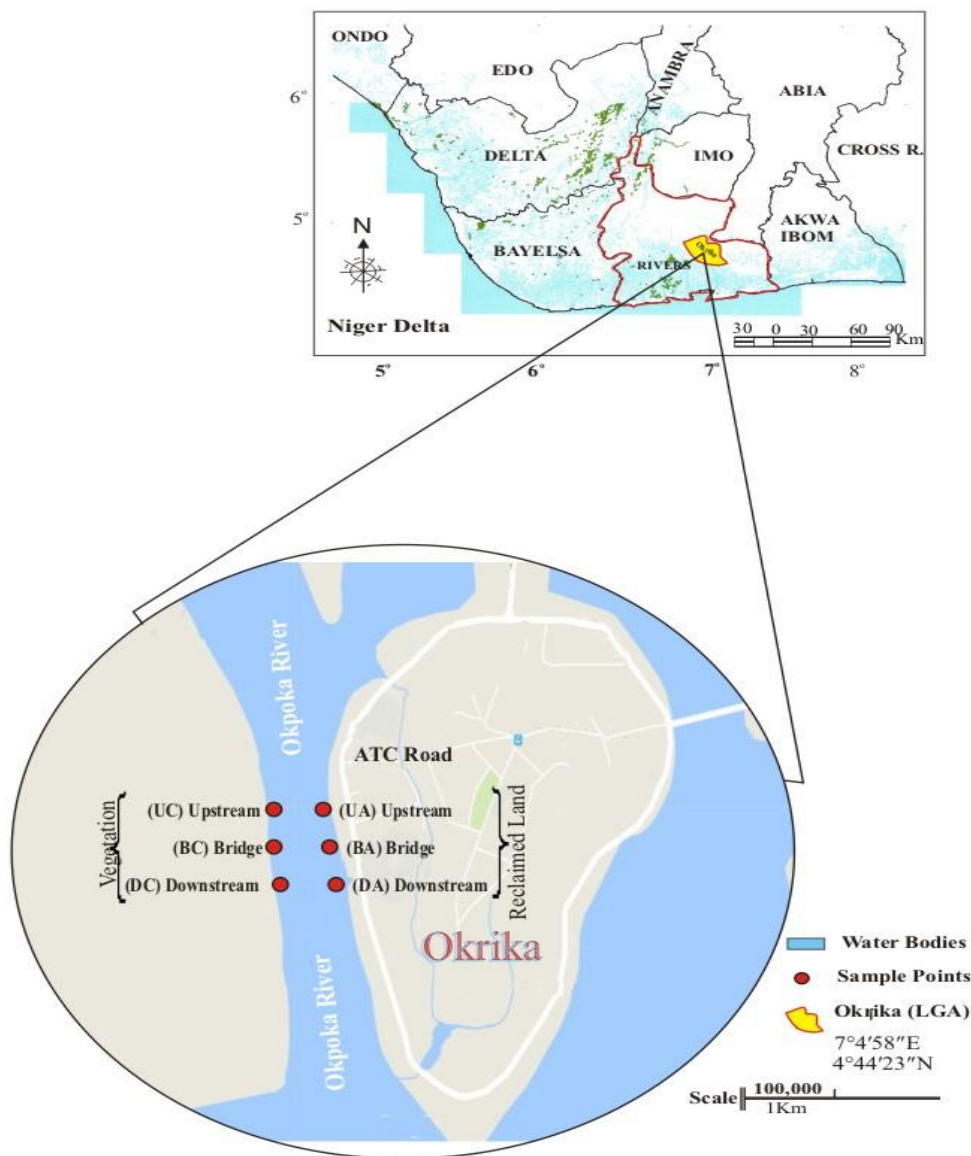 ONDO
EDO
ANAMBRA
ABIA
6°
DELTA
IMO
CROSS R.
5°
N
BAYELSA
AKWA
IBOM
RIVERS
Niger Delta
30 0 30 60 90
Km
5° 6° 7° 8°
Okpoka River
ATC Road
Vegetation
(UC) Upstream
(UA) Upstream
(BC) Bridge
(BA) Bridge
(DC) Downstream
(DA) Downstream
Reclaimed Land
Okrika
Okpoka River
Water Bodies
Sample Points
(LGA)
7°4'58"E
4°44'23"N
Scale
100,000
1Km